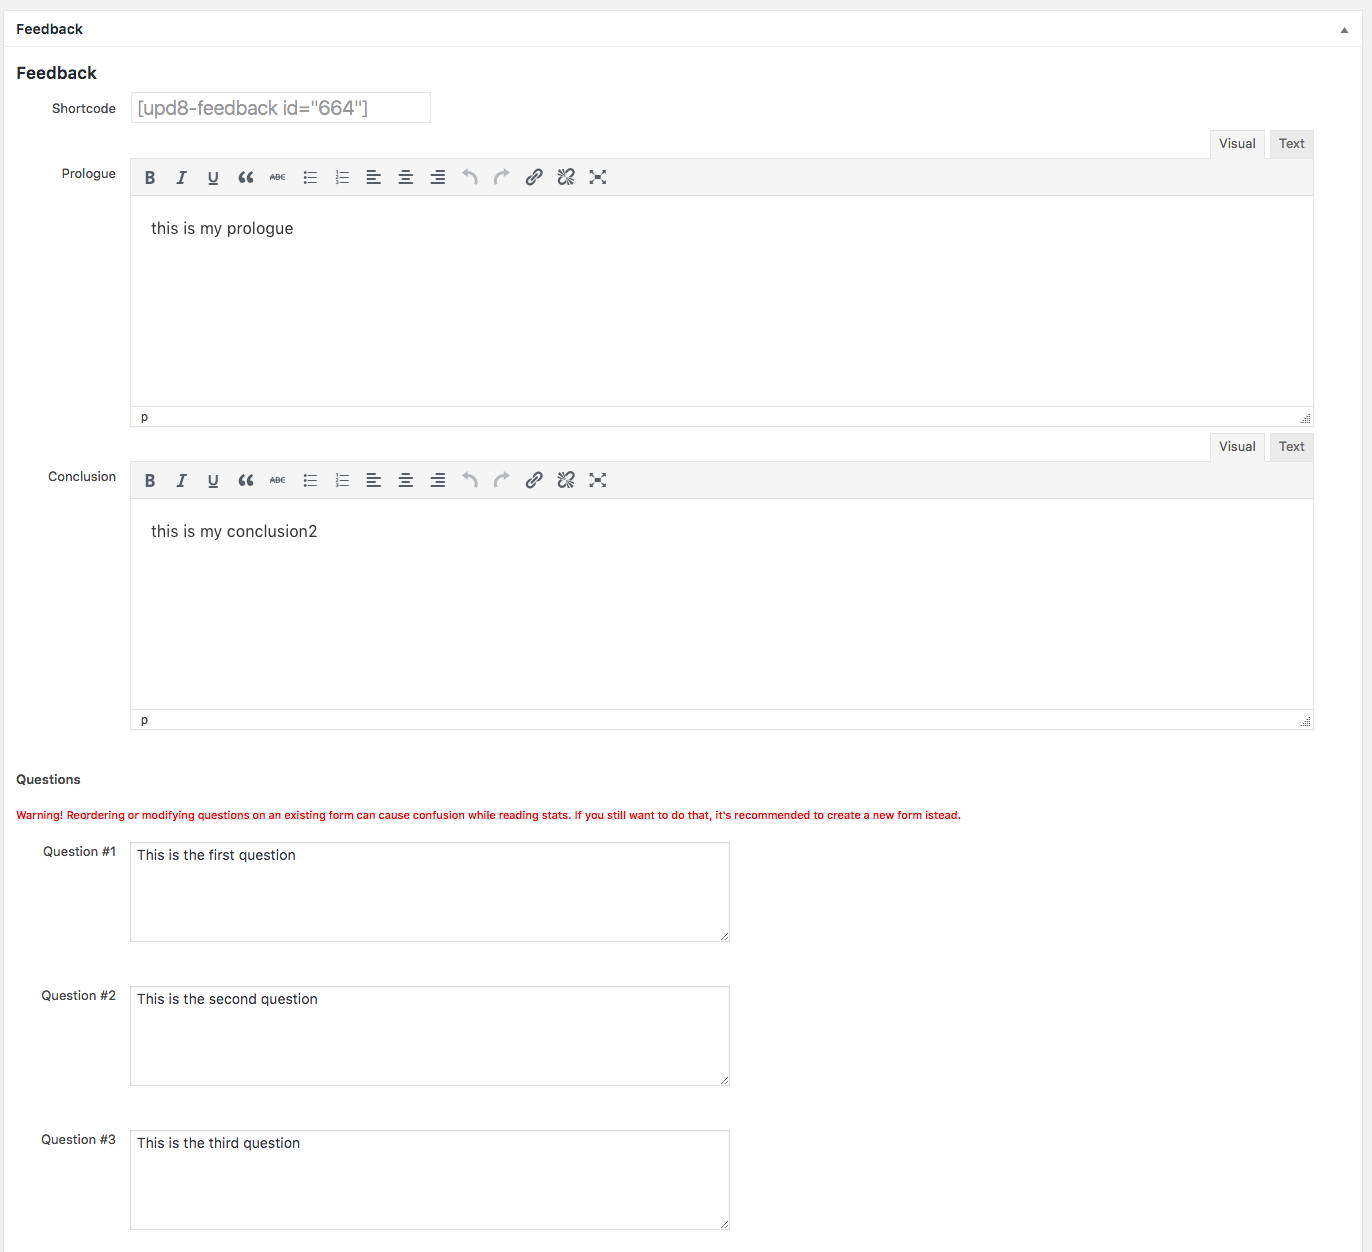 Feedback
Feedback
Shortcode [upd8-feedback id="664"]
Visual Text
Prologue B I U ABC
this is my prologue
p
Visual Text
Conclusion B I U ABC
this is my conclusion2
p
Questions
Warning! Reordering or modifying questions on an existing form can cause confusion while reading stats. If you still want to do that, it's recommended to create a new form istead.
Question #1 This is the first question
Question #2 This is the second question
Question #3 This is the third question